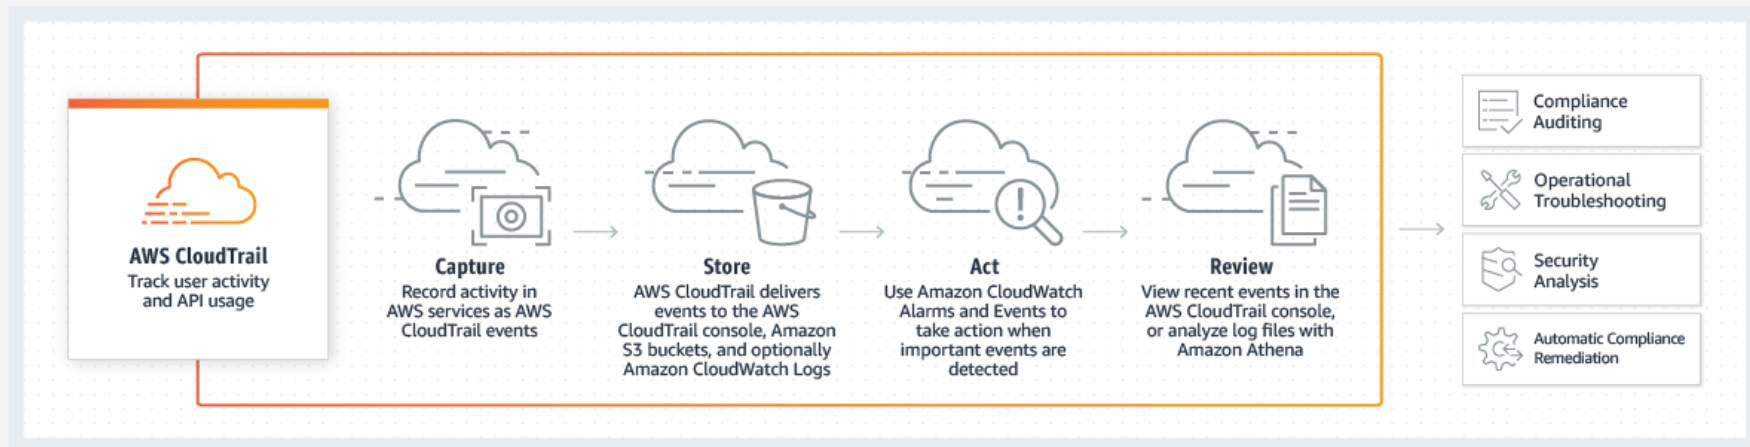 AWS CloudTrail
Track user activity
and API usage
Capture
Record activity in
AWS services as AWS
CloudTrail events
Store
AWS CloudTrail delivers
events to the AWS
CloudTrail console, Amazon
S3 buckets, and optionally
Amazon CloudWatch Logs
Act
Use Amazon CloudWatch
Alarms and Events to
take action when
important events are
detected
Review
View recent events in the
AWS CloudTrail console,
or analyze log files with
Amazon Athena
Compliance
Auditing
Operational
Troubleshooting
Security
Analysis
Automatic Compliance
Remediation